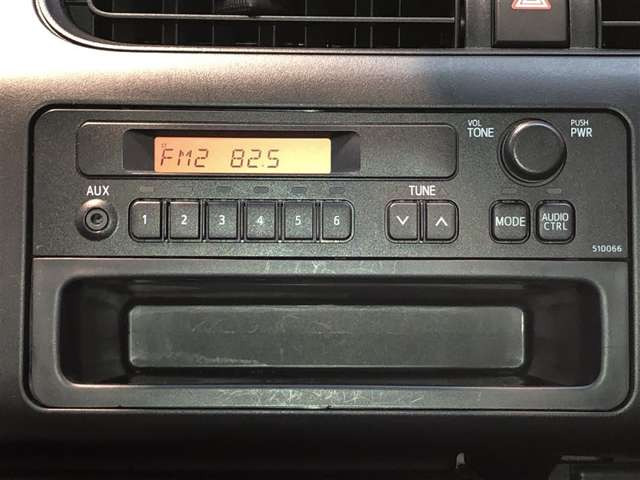 FM2 82.5
VOL
TONE
PUSH
PWR
AUX
1 2 3 4 5 6
TUNE
MODE
AUDIO
CTRL
510066